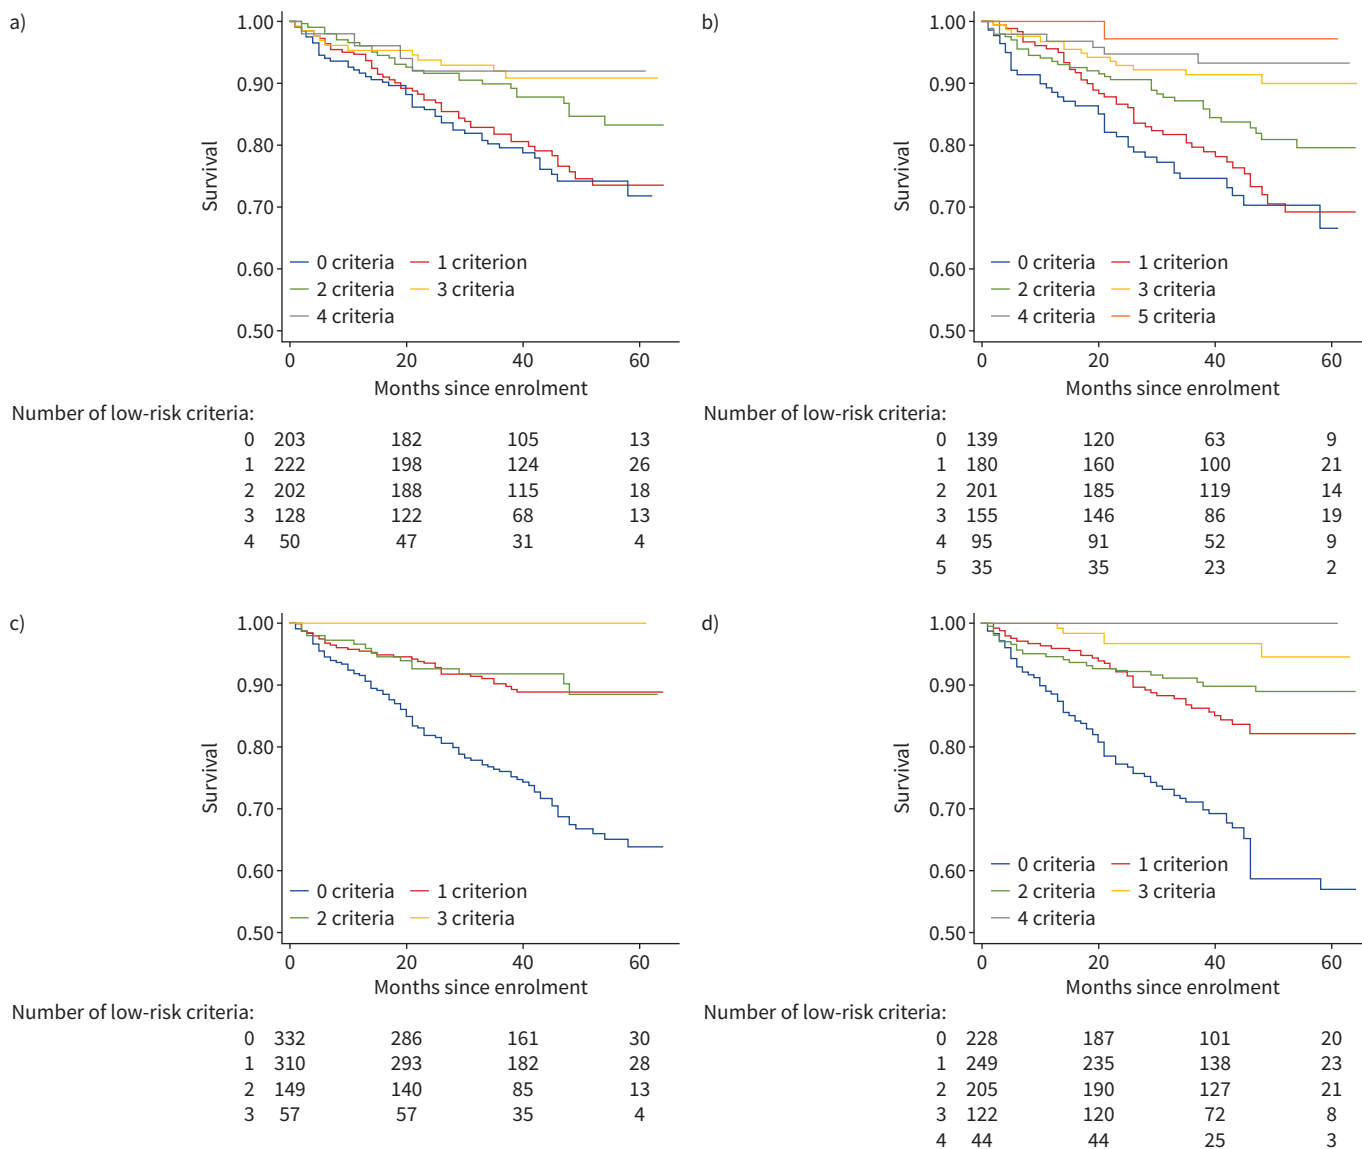 a)
1.00
0.90
0.80
0.70
0.60
0.50
Survival
0 criteria 1 criterion
2 criteria 3 criteria
4 criteria
0 20 40 60
Months since enrolment
Number of low-risk criteria:
0 203 182 105 13
1 222 198 124 26
2 202 188 115 18
3 128 122 68 13
4 50 47 31 4
b)
1.00
0.90
0.80
0.70
0.60
0.50
Survival
0 criteria 1 criterion
2 criteria 3 criteria
4 criteria 5 criteria
0 20 40 60
Months since enrolment
Number of low-risk criteria:
0 139 120 63 9
1 180 160 100 21
2 201 185 119 14
3 155 146 86 19
4 95 91 52 9
5 35 35 23 2
c)
1.00
0.90
0.80
0.70
0.60
0.50
Survival
0 criteria 1 criterion
2 criteria 3 criteria
0 20 40 60
Months since enrolment
Number of low-risk criteria:
0 332 286 161 30
1 310 293 182 28
2 149 140 85 13
3 57 57 35 4
d)
1.00
0.90
0.80
0.70
0.60
0.50
Survival
0 criteria 1 criterion
2 criteria 3 criteria
4 criteria
0 20 40 60
Months since enrolment
Number of low-risk criteria:
0 228 187 101 20
1 249 235 138 23
2 205 190 127 21
3 122 120 72 8
4 44 44 25 3